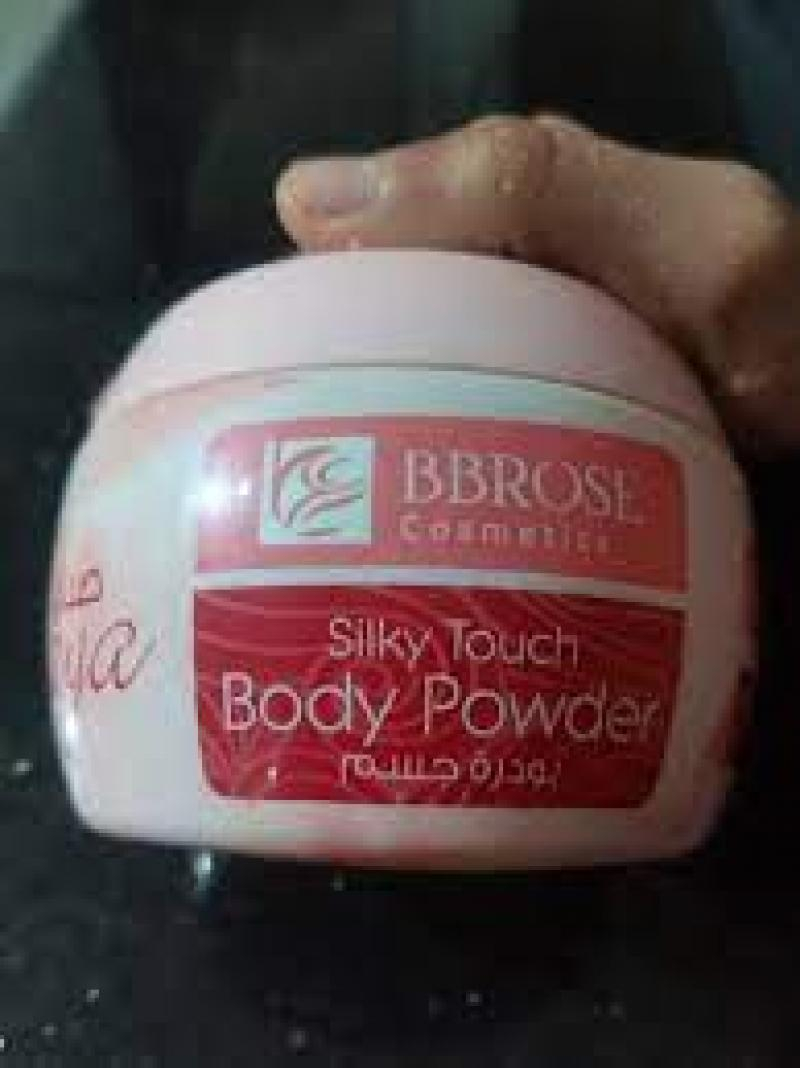 BBROSE
Cosmetics
Silky Touch
Body Powder
بودرة جسم